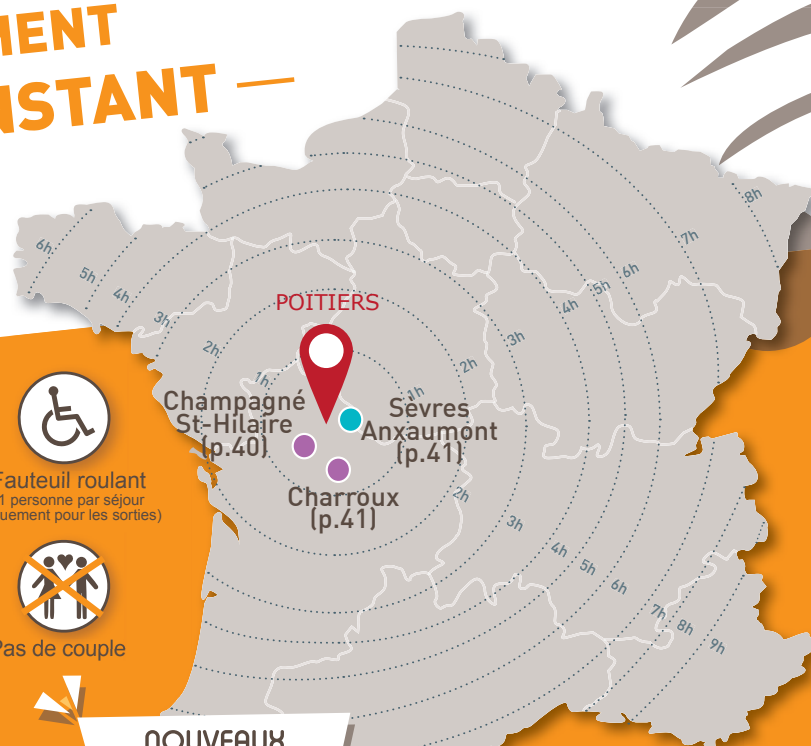 MENT
ISTANT —
8h
7h
6h
5h
4h
3h
2h
1h
6h
5h
4h
3h
2h
1h
POITIERS
Champagné
St-Hilaire
(p.40)
Sèvres
Anxaumont
(p.41)
Charroux
(p.41)
2h
3h
4h
5h
6h
7h
8h
9h
Fauteuil roulant
1 personne par séjour
uement pour les sorties)
Pas de couple
NOUVEAUX